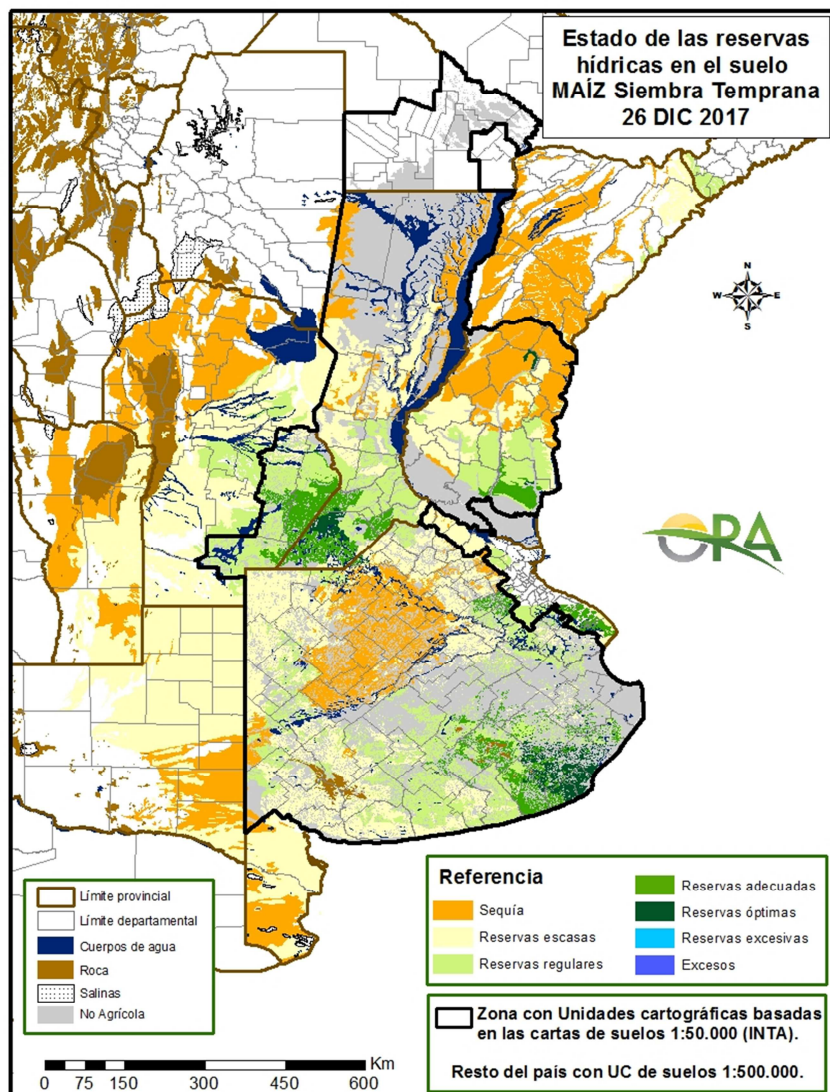 Estado de las reservas
hídricas en el suelo
MAÍZ Siembra Temprana
26 DIC 2017
N
W E
S
OPA
Límite provincial
Límite departamental
Cuerpos de agua
Roca
Salinas
No Agrícola
Referencia
Sequía
Reservas escasas
Reservas regulares
Reservas adecuadas
Reservas óptimas
Reservas excesivas
Excesos
Zona con Unidades cartográficas basadas
en las cartas de suelos 1:50.000 (INTA).
Resto del país con UC de suelos 1:500.000.
Km
0 75 150 300 450 600